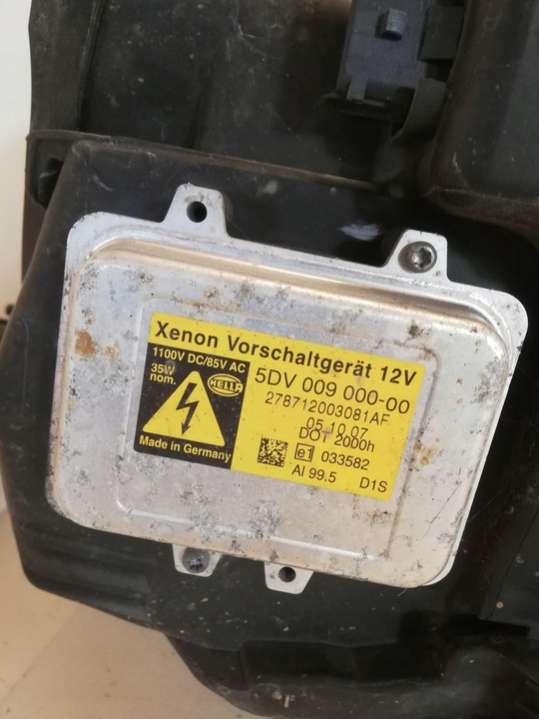 Xenon Vorschaltgerät 12V
1100V DC/85V AC
35W
nom.
HELLA
Made in Germany
5DV 009 000-00
278712003081AF
05.10.07
DOT 2000h
e1 033582
AI 99.5 D1S